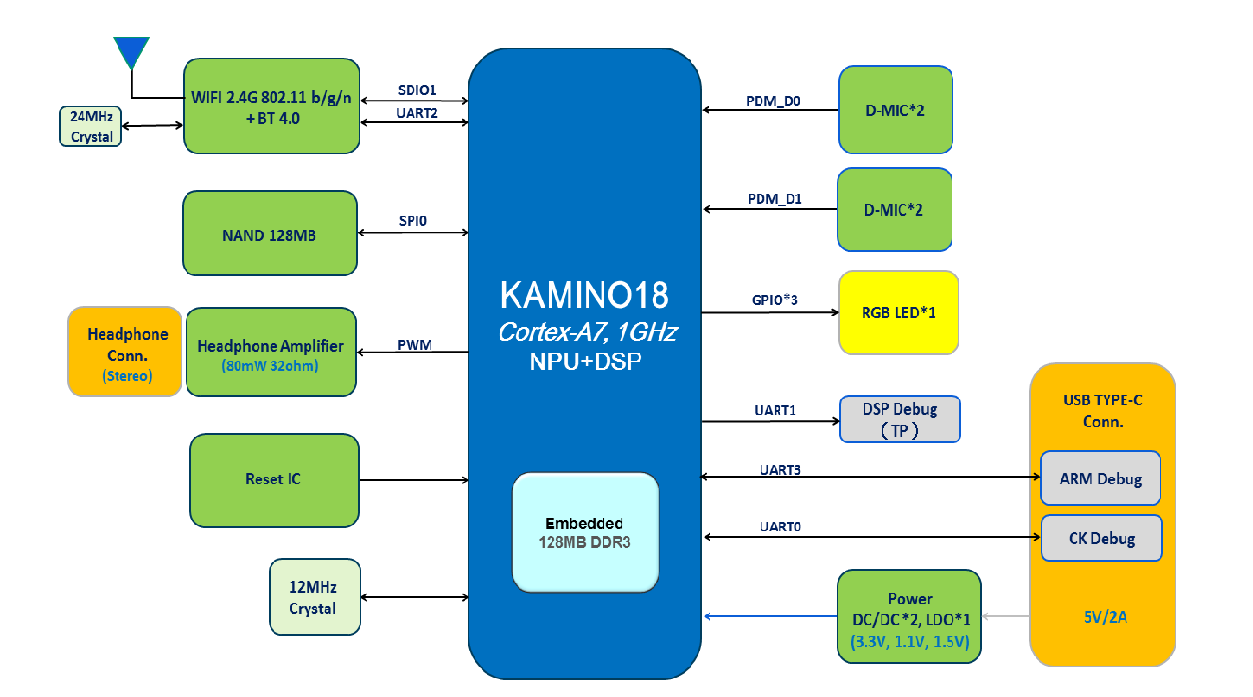 WIFI 2.4G 802.11 b/g/n
+ BT 4.0
24MHz
Crystal
SDIO1
UART2
NAND 128MB
SPI0
Headphone
Conn.
(Stereo)
Headphone Amplifier
(80mW 32ohm)
PWM
Reset IC
12MHz
Crystal
KAMINO18
Cortex-A7, 1GHz
NPU+DSP
Embedded
128MB DDR3
PDM_D0
D-MIC*2
PDM_D1
D-MIC*2
GPIO*3
RGB LED*1
UART1
DSP Debug
( TP )
USB TYPE-C
Conn.
UART3
ARM Debug
UART0
CK Debug
Power
DC/DC*2, LDO*1
(3.3V, 1.1V, 1.5V)
5V/2A